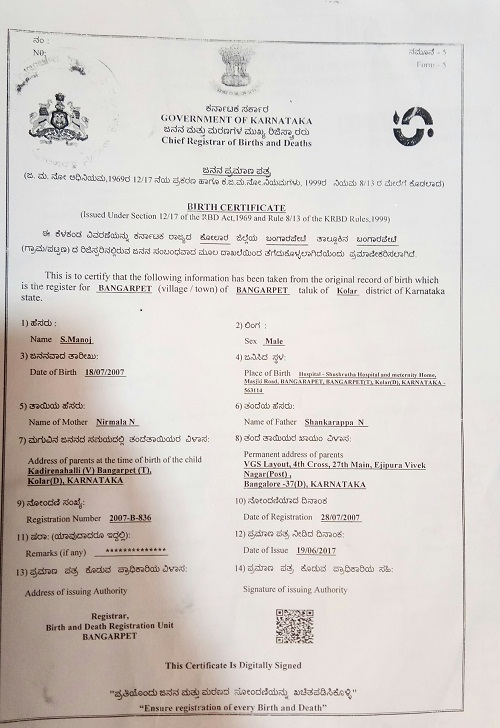 ನಂ :
NO:
ನಮೂನೆ - 5
Form - 5
ಕರ್ನಾಟಕ ಸರ್ಕಾರ
GOVERNMENT OF KARNATAKA
ಜನನ ಮತ್ತು ಮರಣಗಳ ಮುಖ್ಯ ರಿಜಿಸ್ಟ್ರಾರರು
Chief Registrar of Births and Deaths
ಜನನ ಪ್ರಮಾಣ ಪತ್ರ
(ಜ. ಮ. ನೋ ಅಧಿನಿಯಮ,1969ರ 12/17 ನೆಯ ಪ್ರಕರಣ ಹಾಗೂ ಕ.ಜ.ಮ.ನೋ.ನಿಯಮಗಳು, 1999ರ ನಿಯಮ 8/13 ರ ಮೇರೆಗೆ ಕೊಡಲಾದ)
BIRTH CERTIFICATE
(Issued Under Section 12/17 of the RBD Act,1969 and Rule 8/13 of the KRBD Rules,1999)
ಈ ಕೆಳಕಂಡ ವಿವರಣೆಯನ್ನು ಕರ್ನಾಟಕ ರಾಜ್ಯದ ಕೋಲಾರ ಜಿಲ್ಲೆಯ ಬಂಗಾರಪೇಟೆ ತಾಲ್ಲೂಕಿನ ಬಂಗಾರಪೇಟೆ
(ಗ್ರಾಮ/ಪಟ್ಟಣ) ದ ರಿಜಿಸ್ಟರಿನಲ್ಲಿರುವ ಜನನ ಸಂಬಂಧವಾದ ಮೂಲ ದಾಖಲೆಯಿಂದ ತೆಗೆದುಕೊಳ್ಳಲಾಗಿದೆಯೆಂದು ಪ್ರಮಾಣೀಕರಿಸಲಾಗಿದೆ.
This is to certify that the following information has been taken from the original record of birth which
is the register for BANGARPET (village / town) of BANGARPET taluk of Kolar district of Karnataka
state.
1) ಹೆಸರು :
Name S.Manoj
2) ಲಿಂಗ :
Sex Male
3) ಜನನವಾದ ತಾರೀಖು:
Date of Birth 18/07/2007
4) ಜನಿಸಿದ ಸ್ಥಳ:
Place of Birth Hospital - Shushrutha Hospital and meternity Home,
Masjid Road, BANGARAPET, BANGARPET(T), Kolar(D), KARNATAKA -
563114
5) ತಾಯಿಯ ಹೆಸರು:
Name of Mother Nirmala N
6) ತಂದೆಯ ಹೆಸರು:
Name of Father Shankarappa N
7) ಮಗುವಿನ ಜನನದ ಸಮಯದಲ್ಲಿ ತಂದೆತಾಯಿಯರ ವಿಳಾಸ:
Address of parents at the time of birth of the child
Kadirenahalli (V) Bangarpet (T),
Kolar(D), KARNATAKA
8) ತಂದೆ ತಾಯಿಯರ ಖಾಯಂ ವಿಳಾಸ:
Permanent address of parents
VGS Layout, 4th Cross, 27th Main, Ejipura Vivek
Nagar(Post) ,
Bangalore -37(D), KARNATAKA
9) ನೋಂದಣಿ ಸಂಖ್ಯೆ:
Registration Number 2007-B-836
10) ನೋಂದಣಿಯಾದ ದಿನಾಂಕ
Date of Registration 28/07/2007
11) ಷರಾ: (ಯಾವುದಾದರೂ ಇದ್ದಲ್ಲಿ):
Remarks (if any) **************
12) ಪ್ರಮಾಣ ಪತ್ರ ನೀಡಿದ ದಿನಾಂಕ:
Date of Issue 19/06/2017
13) ಪ್ರಮಾಣ ಪತ್ರ ಕೊಡುವ ಪ್ರಾಧಿಕಾರಿಯ ವಿಳಾಸ:
Address of issuing Authority
14) ಪ್ರಮಾಣ ಪತ್ರ ಕೊಡುವ ಪ್ರಾಧಿಕಾರಿಯ ಸಹಿ:
Signature of issuing Authority
Registrar,
Birth and Death Registration Unit
BANGARPET
This Certificate Is Digitally Signed
"ಪ್ರತಿಯೊಂದು ಜನನ ಮತ್ತು ಮರಣದ ನೋಂದಣಿಯನ್ನು ಖಚಿತಪಡಿಸಿಕೊಳ್ಳಿ"
"Ensure registration of every Birth and Death"